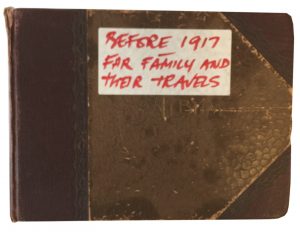 BEFORE 1917
FAR FAMILY AND
THEIR TRAVELS